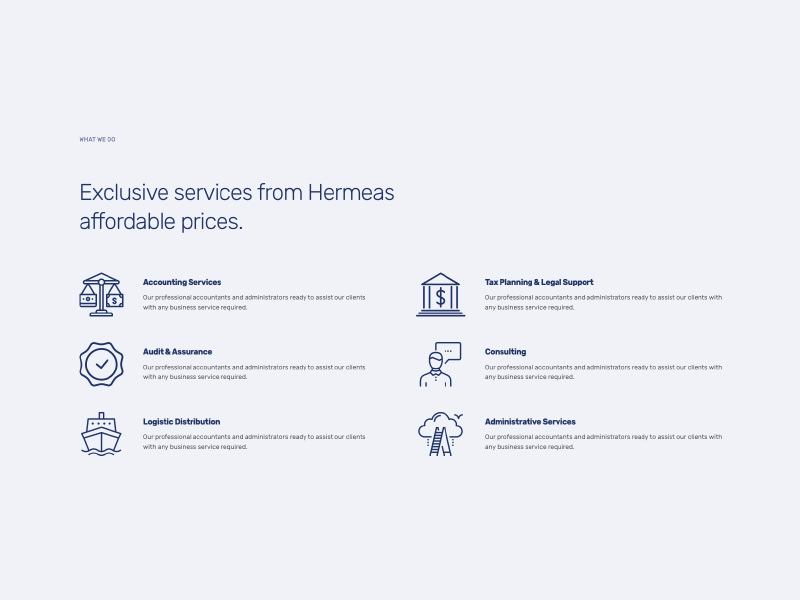 WHAT WE DO
Exclusive services from Hermeas
affordable prices.
Accounting Services
Our professional accountants and administrators ready to assist our clients
with any business service required.
Tax Planning & Legal Support
Our professional accountants and administrators ready to assist our clients with
any business service required.
Audit & Assurance
Our professional accountants and administrators ready to assist our clients
with any business service required.
Consulting
Our professional accountants and administrators ready to assist our clients with
any business service required.
Logistic Distribution
Our professional accountants and administrators ready to assist our clients
with any business service required.
Administrative Services
Our professional accountants and administrators ready to assist our clients with
any business service required.